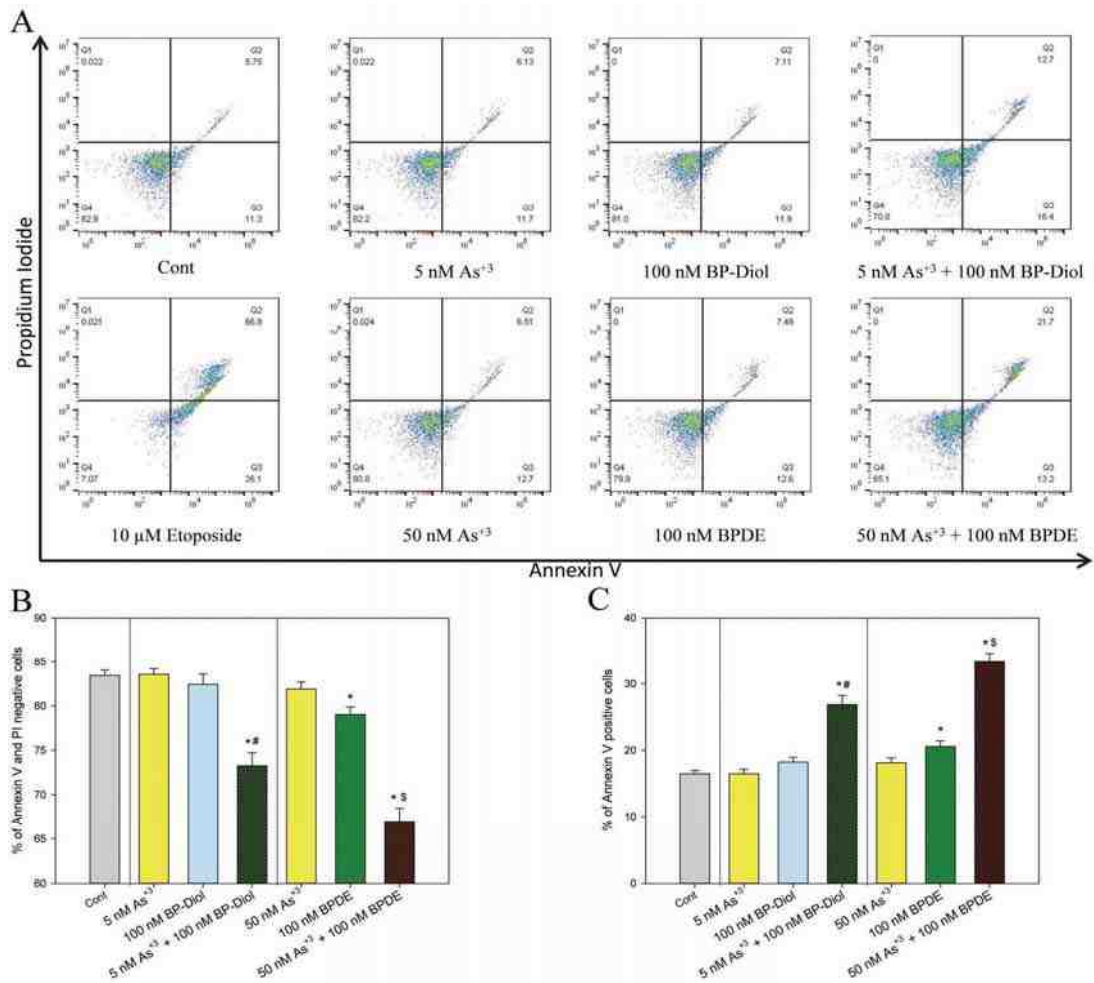 A
Propidium Iodide
Q1
0.022
Q2
5.75
Q4
82.9
Q3
11.3
Cont
Q1
0.022
Q2
6.13
Q4
82.2
Q3
11.7
5 nM As⁺³
Q1
0
Q2
7.11
Q4
81.0
Q3
11.9
100 nM BP-Diol
Q1
0
Q2
12.7
Q4
70.8
Q3
16.4
5 nM As⁺³ + 100 nM BP-Diol
Q1
0.025
Q2
66.8
Q4
7.07
Q3
26.1
10 µM Etoposide
Q1
0.024
Q2
6.51
Q4
80.8
Q3
12.7
50 nM As⁺³
Q1
0
Q2
7.48
Q4
79.9
Q3
12.6
100 nM BPDE
Q1
0
Q2
21.7
Q4
65.1
Q3
13.2
50 nM As⁺³ + 100 nM BPDE
Annexin V
B
% of Annexin V and PI negative cells
90
85
80
75
70
65
60
*#
*
* $
Cont
5 nM As⁺³
100 nM BP-Diol
5 nM As⁺³ + 100 nM BP-Diol
50 nM As⁺³
100 nM BPDE
50 nM As⁺³ + 100 nM BPDE
C
% of Annexin V positive cells
40
30
20
10
0
*#
*
*$
Cont
5 nM As⁺³
100 nM BP-Diol
5 nM As⁺³ + 100 nM BP-Diol
50 nM As⁺³
100 nM BPDE
50 nM As⁺³ + 100 nM BPDE